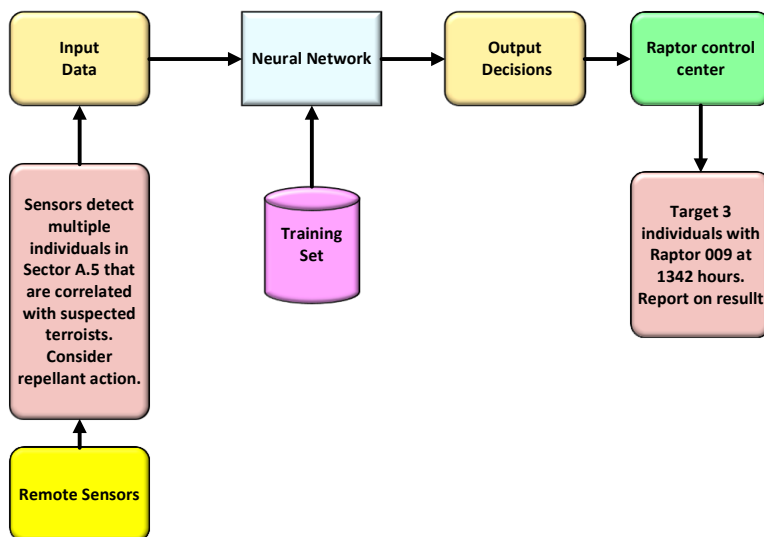 Input
Data
Neural Network
Output
Decisions
Raptor control
center
Sensors detect
multiple
individuals in
Sector A.5 that
are correlated
with suspected
terroists.
Consider
repellant action.
Training
Set
Target 3
individuals with
Raptor 009 at
1342 hours.
Report on resullt
Remote Sensors